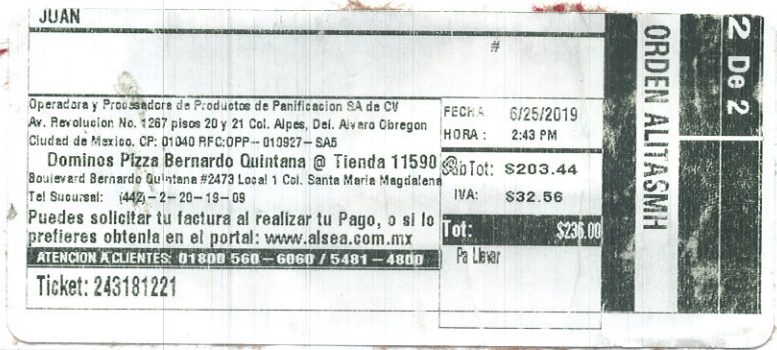 JUAN
#
Operadora y Procesadora de Productos de Panificacion SA de CV
Av. Revolucion No. 1267 pisos 20 y 21 Col. Alpes, Del. Alvaro Obregon
Ciudad de Mexico. CP: 01040 RFC:OPP-010927-SA5
Dominos Pizza Bernardo Quintana @ Tienda 11590
Boulevard Bernardo Quintana #2473 Local 1 Col. Santa Maria Magdalena
Tel Sucursal: (442)-2-20-19-09
Puedes solicitar tu factura al realizar tu Pago, o si lo
prefieres obtenla en el portal: www.alsea.com.mx
ATENCION A CLIENTES: 01800 560-6060 / 5481-4800
Ticket: 243181221
FECHA 6/25/2019
HORA: 2:43 PM
SubTot: $203.44
IVA: $32.56
Tot: $236.00
Pa Llevar
ORDEN ALITASMH
2 De 2